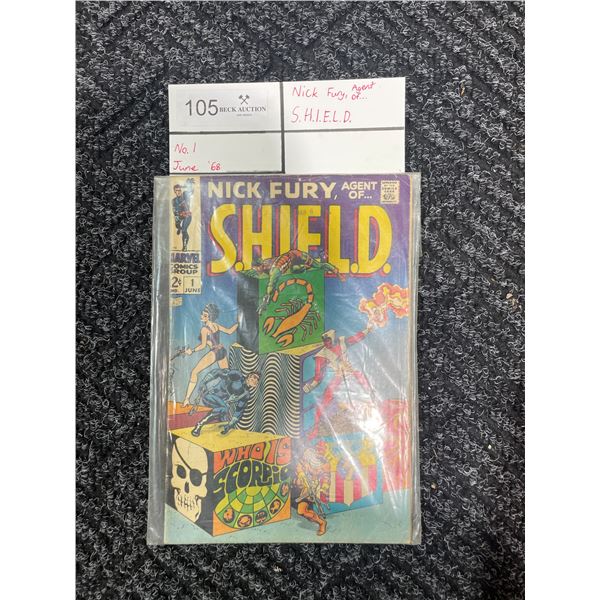 105
BECK AUCTION
Nick Fury, Agent of...
S.H.I.E.L.D.
No. 1
June '68
NICK FURY, AGENT OF...
S.H.I.E.L.D.
MARVEL
COMICS
GROUP
2¢
1
JUNE
WHO IS
SCORPIO